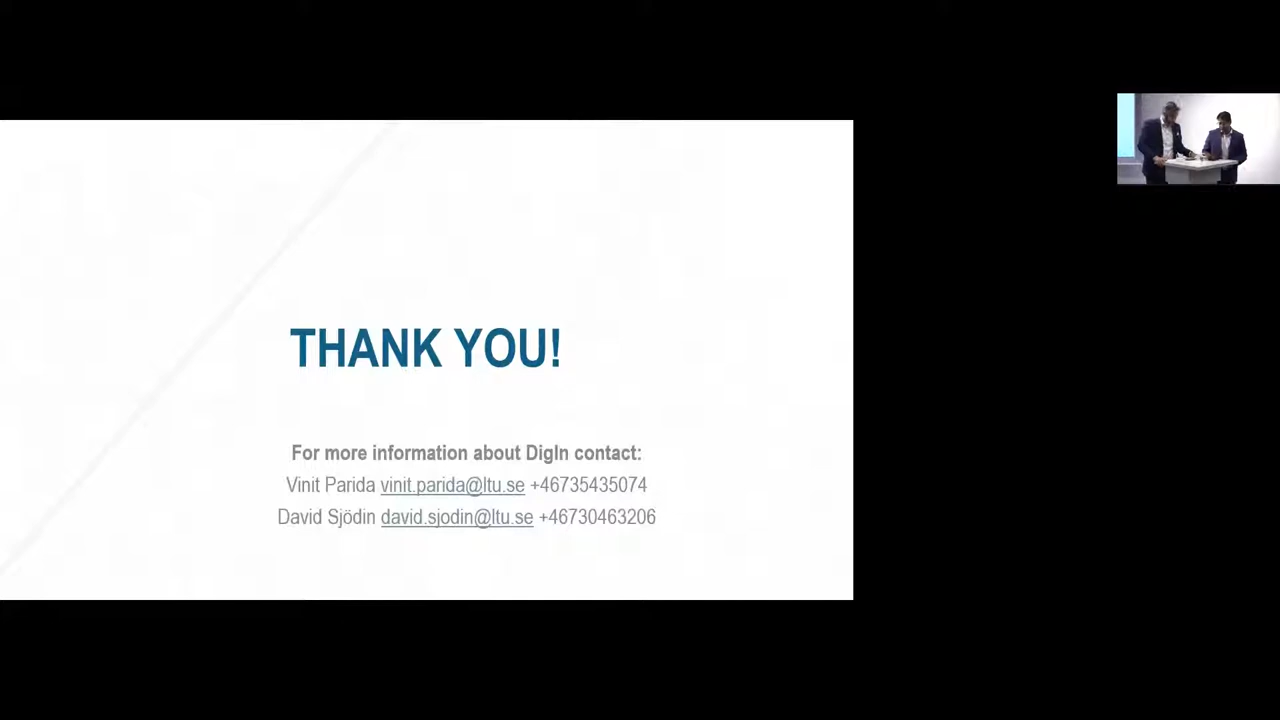 THANK YOU!
For more information about DigIn contact:
Vinit Parida vinit.parida@ltu.se +46735435074
David Sjödin david.sjodin@ltu.se +46730463206